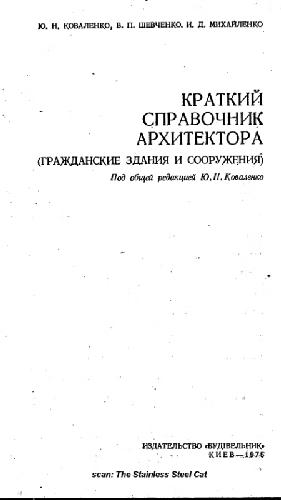 Ю. Н. КОВАЛЕНКО, В. П. ШЕВЧЕНКО, И. Д. МИХАЙЛЕНКО
КРАТКИЙ
СПРАВОЧНИК
АРХИТЕКТОРА
(ГРАЖДАНСКИЕ ЗДАНИЯ И СООРУЖЕНИЯ)
Под общей редакцией Ю. Н. Коваленко
ИЗДАТЕЛЬСТВО «БУДІВЕЛЬНИК»
КИЕВ—1975
scan: The Stainless Steel Cat